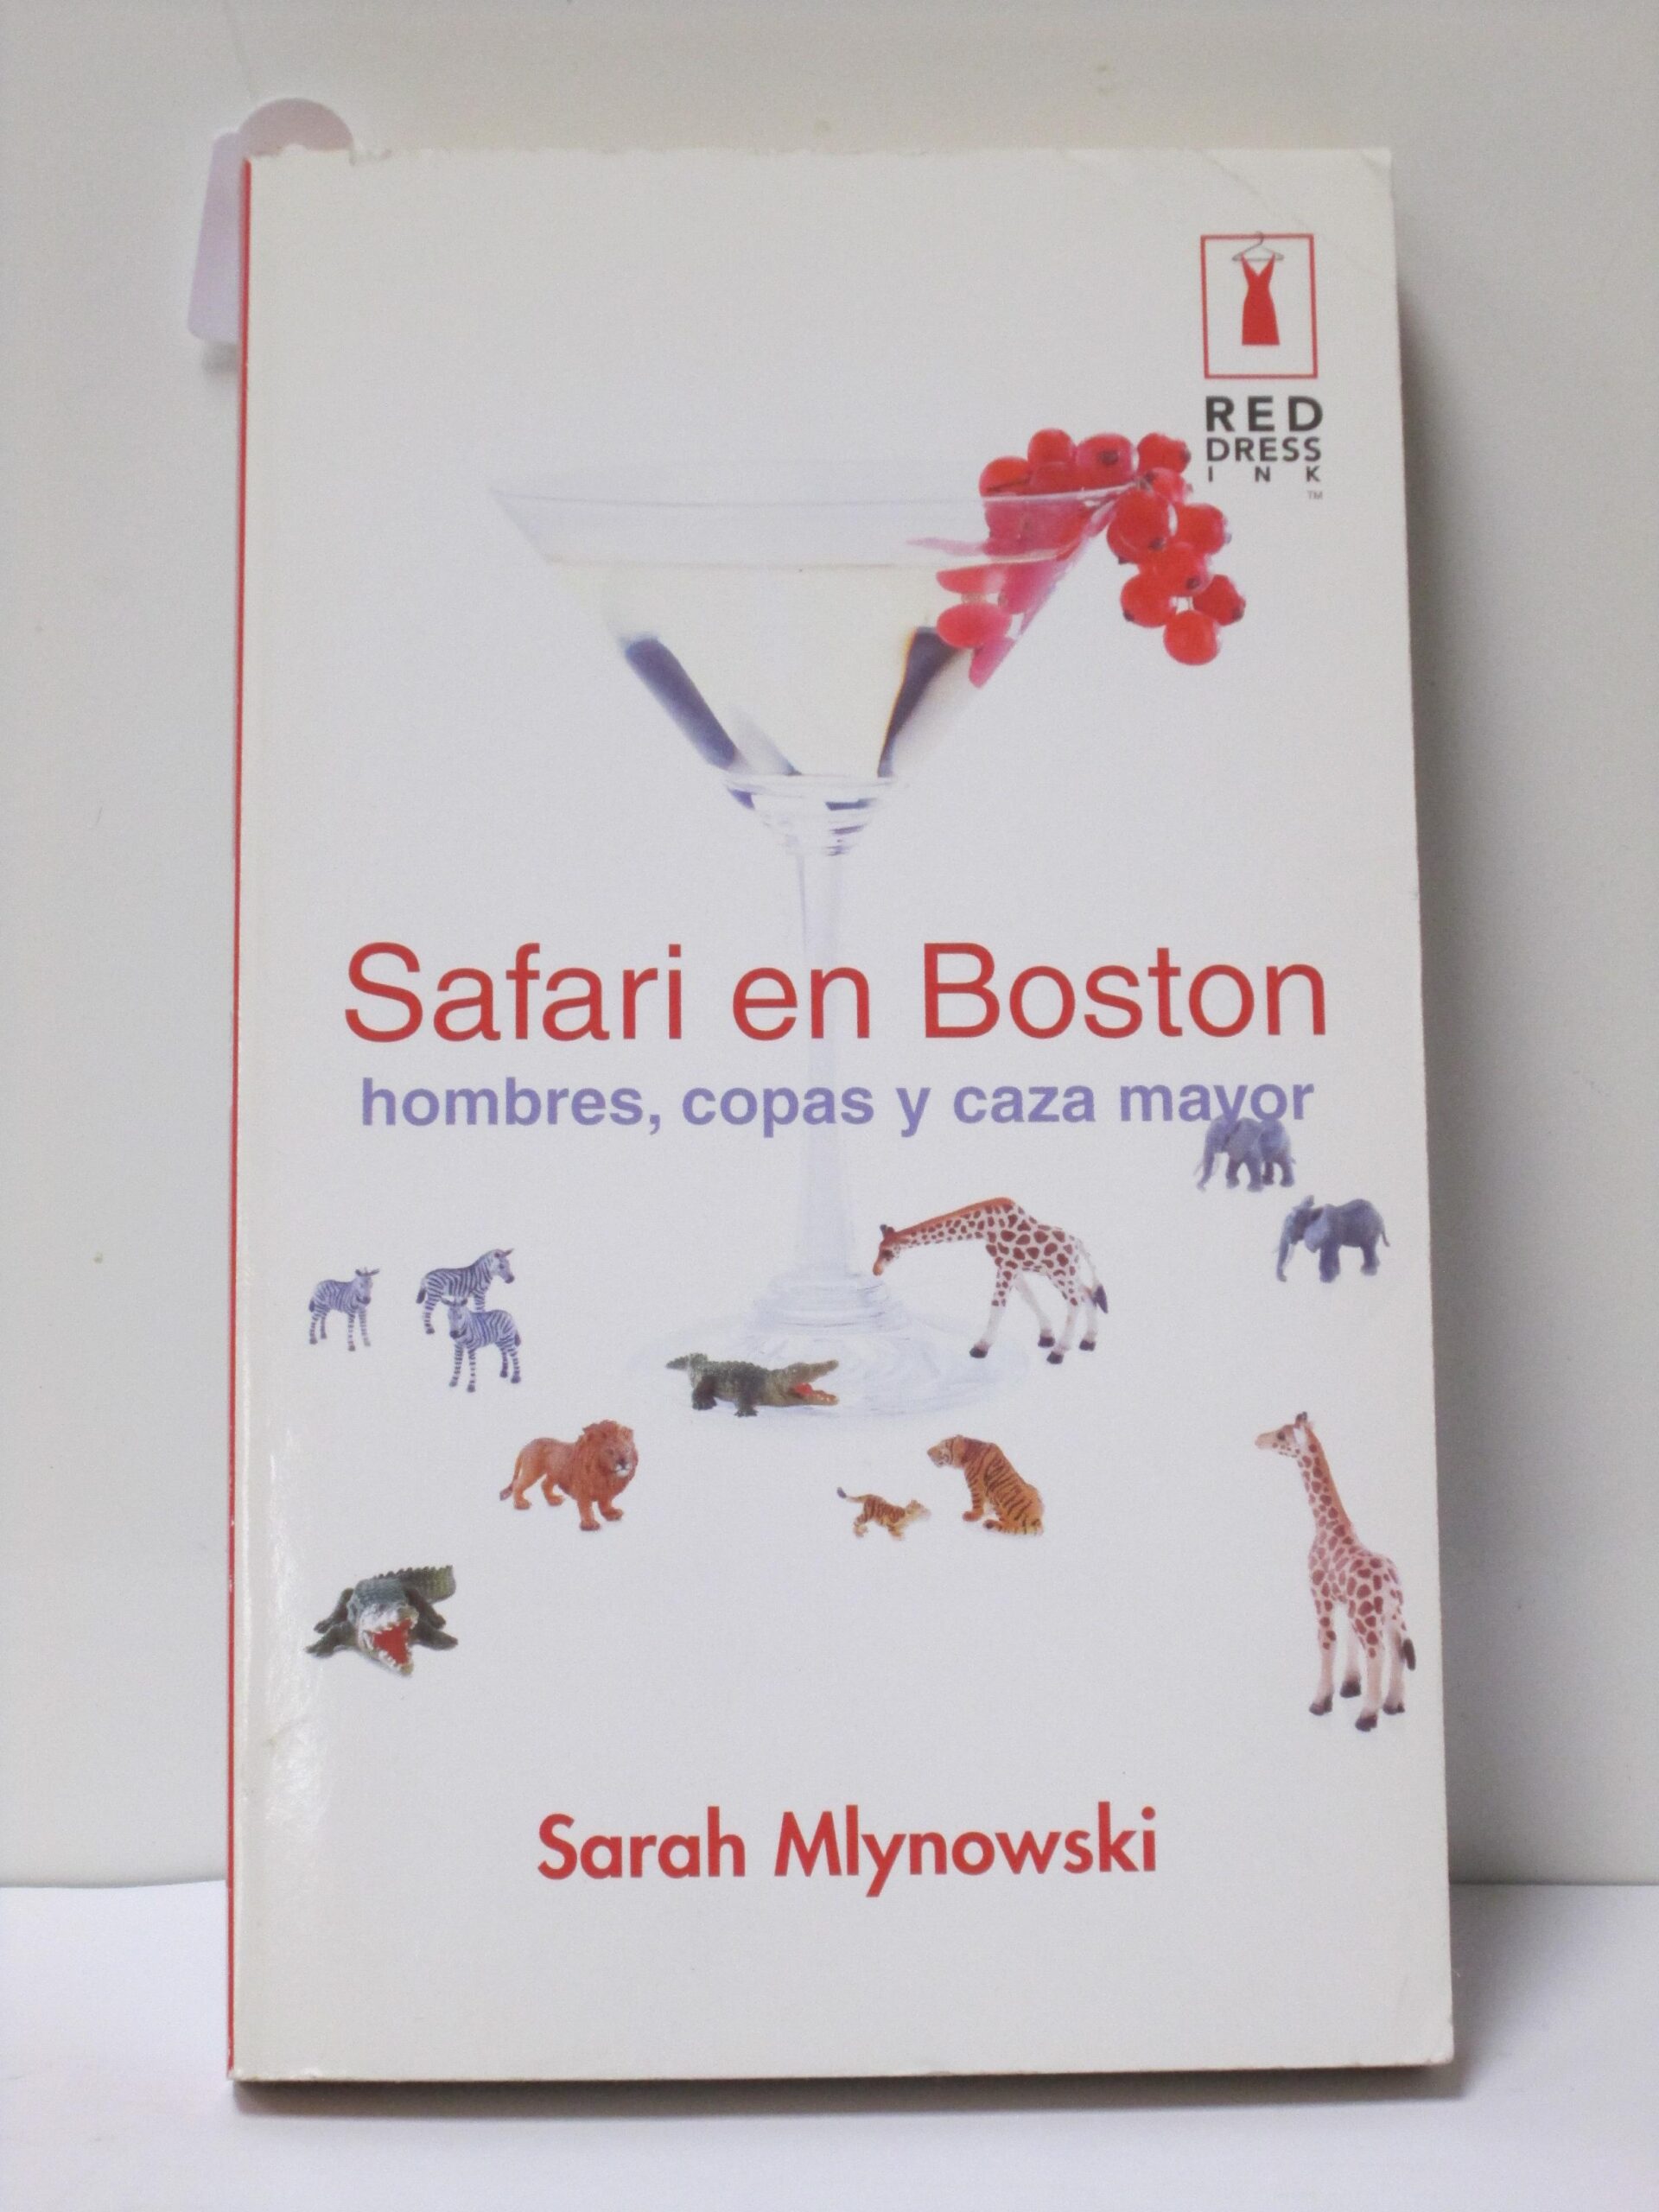 RED
DRESS
INK
TM
Safari en Boston
hombres, copas y caza mayor
Sarah Mlynowski